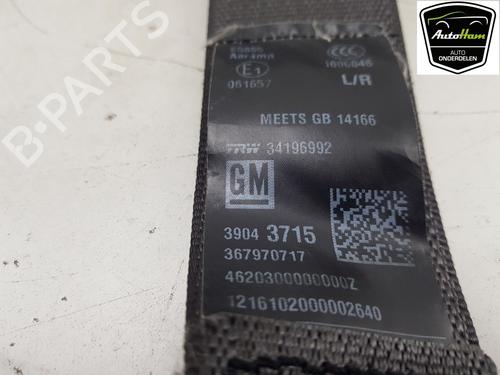 AutoHam
AUTO
ONDERDELEN
B-PARTS
E1
061657
L/R
MEETS GB 14166
TRW 34196992
GM
3904 3715
367970717
46203000000000Z
1216102000002640